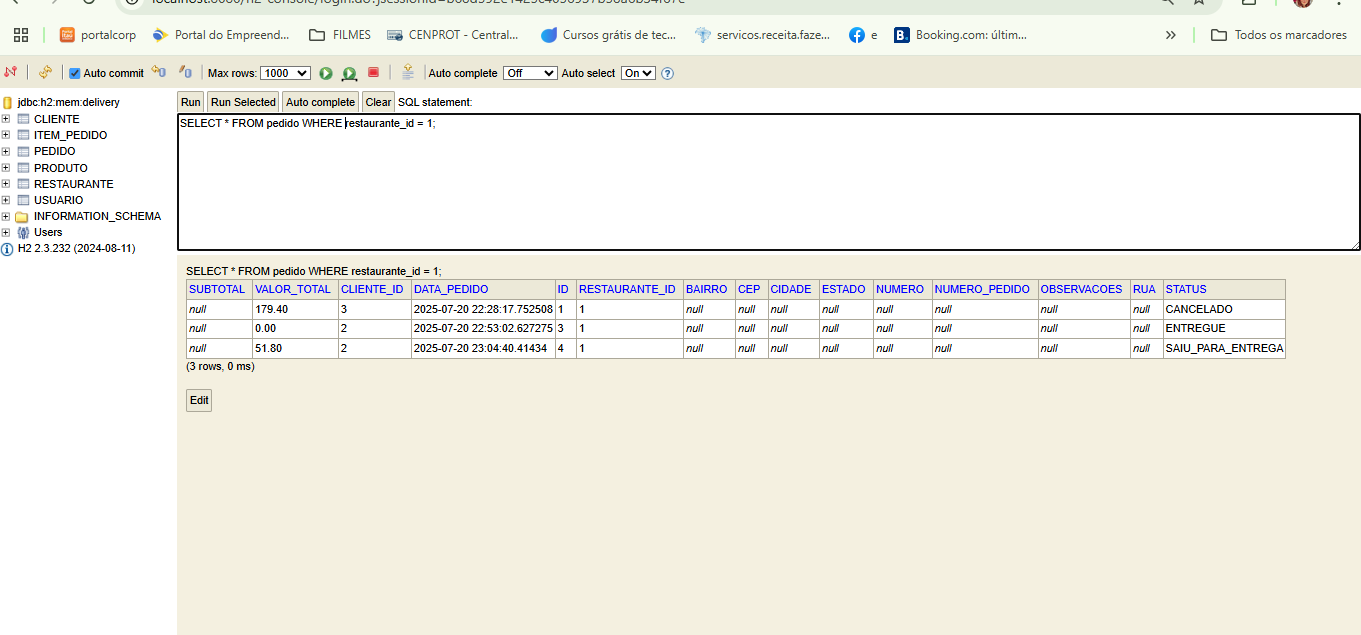 portalcorp Portal do Empreend... FILMES CENPROT - Central... Cursos grátis de tec... servicos.receita.faze... e Booking.com: últim... » Todos os marcadores
Auto commit Max rows: 1000 Auto complete Off Auto select On ?
jdbc:h2:mem:delivery
CLIENTE
ITEM_PEDIDO
PEDIDO
PRODUTO
RESTAURANTE
USUARIO
INFORMATION_SCHEMA
Users
H2 2.3.232 (2024-08-11)
Run Run Selected Auto complete Clear SQL statement:
SELECT * FROM pedido WHERE restaurante_id = 1;
SELECT * FROM pedido WHERE restaurante_id = 1;
SUBTOTAL VALOR_TOTAL CLIENTE_ID DATA_PEDIDO ID RESTAURANTE_ID BAIRRO CEP CIDADE ESTADO NUMERO NUMERO_PEDIDO OBSERVACOES RUA STATUS
null 179.40 3 2025-07-20 22:28:17.752508 1 1 null null null null null null null null CANCELADO
null 0.00 2 2025-07-20 22:53:02.627275 3 1 null null null null null null null null ENTREGUE
null 51.80 2 2025-07-20 23:04:40.41434 4 1 null null null null null null null null SAIU_PARA_ENTREGA
(3 rows, 0 ms)
Edit